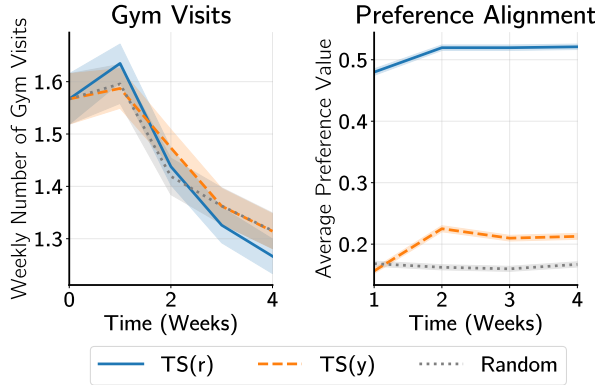 Gym Visits
Weekly Number of Gym Visits
1.6
1.5
1.4
1.3
0
2
4
Time (Weeks)
Preference Alignment
Average Preference Value
0.5
0.4
0.3
0.2
1
2
3
4
Time (Weeks)
TS(r)
TS(y)
Random